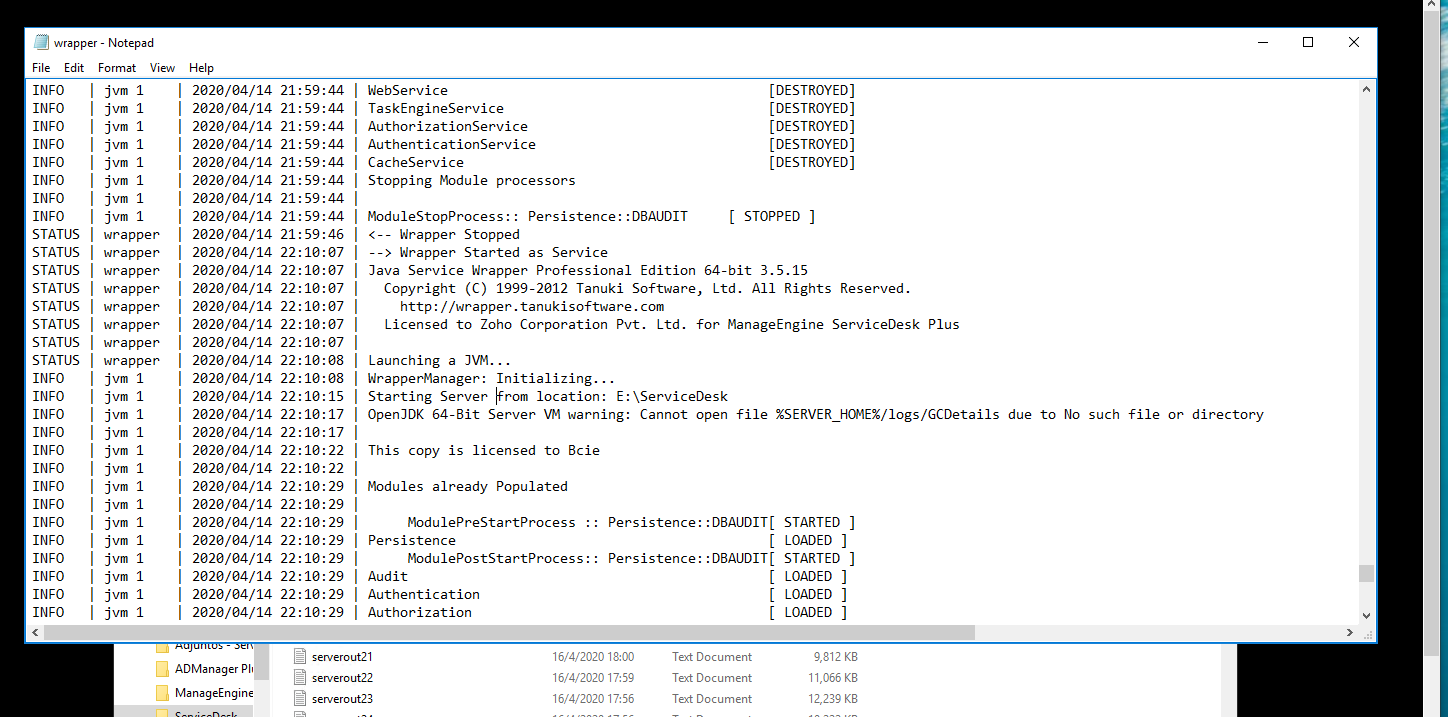 wrapper - Notepad
File Edit Format View Help
INFO | jvm 1 | 2020/04/14 21:59:44 | WebService [DESTROYED]
INFO | jvm 1 | 2020/04/14 21:59:44 | TaskEngineService [DESTROYED]
INFO | jvm 1 | 2020/04/14 21:59:44 | AuthorizationService [DESTROYED]
INFO | jvm 1 | 2020/04/14 21:59:44 | AuthenticationService [DESTROYED]
INFO | jvm 1 | 2020/04/14 21:59:44 | CacheService [DESTROYED]
INFO | jvm 1 | 2020/04/14 21:59:44 | Stopping Module processors
INFO | jvm 1 | 2020/04/14 21:59:44 |
INFO | jvm 1 | 2020/04/14 21:59:44 | ModuleStopProcess:: Persistence::DBAUDIT [ STOPPED ]
STATUS | wrapper | 2020/04/14 21:59:46 | <-- Wrapper Stopped
STATUS | wrapper | 2020/04/14 22:10:07 | --> Wrapper Started as Service
STATUS | wrapper | 2020/04/14 22:10:07 | Java Service Wrapper Professional Edition 64-bit 3.5.15
STATUS | wrapper | 2020/04/14 22:10:07 | Copyright (C) 1999-2012 Tanuki Software, Ltd. All Rights Reserved.
STATUS | wrapper | 2020/04/14 22:10:07 | http://wrapper.tanukisoftware.com
STATUS | wrapper | 2020/04/14 22:10:07 | Licensed to Zoho Corporation Pvt. Ltd. for ManageEngine ServiceDesk Plus
STATUS | wrapper | 2020/04/14 22:10:07 |
STATUS | wrapper | 2020/04/14 22:10:08 | Launching a JVM...
INFO | jvm 1 | 2020/04/14 22:10:08 | WrapperManager: Initializing...
INFO | jvm 1 | 2020/04/14 22:10:15 | Starting Server from location: E:\ServiceDesk
INFO | jvm 1 | 2020/04/14 22:10:17 | OpenJDK 64-Bit Server VM warning: Cannot open file %SERVER_HOME%/logs/GCDetails due to No such file or directory
INFO | jvm 1 | 2020/04/14 22:10:17 |
INFO | jvm 1 | 2020/04/14 22:10:22 | This copy is licensed to Bcie
INFO | jvm 1 | 2020/04/14 22:10:22 |
INFO | jvm 1 | 2020/04/14 22:10:29 | Modules already Populated
INFO | jvm 1 | 2020/04/14 22:10:29 |
INFO | jvm 1 | 2020/04/14 22:10:29 | ModulePreStartProcess :: Persistence::DBAUDIT[ STARTED ]
INFO | jvm 1 | 2020/04/14 22:10:29 | Persistence [ LOADED ]
INFO | jvm 1 | 2020/04/14 22:10:29 | ModulePostStartProcess:: Persistence::DBAUDIT[ STARTED ]
INFO | jvm 1 | 2020/04/14 22:10:29 | Audit [ LOADED ]
INFO | jvm 1 | 2020/04/14 22:10:29 | Authentication [ LOADED ]
INFO | jvm 1 | 2020/04/14 22:10:29 | Authorization [ LOADED ]
Adjuntos - Serv
serverout21 16/4/2020 18:00 Text Document 9,812 KB
ADManager Pl
serverout22 16/4/2020 17:59 Text Document 11,066 KB
ManageEngine
serverout23 16/4/2020 17:56 Text Document 12,239 KB
ServiceDesk